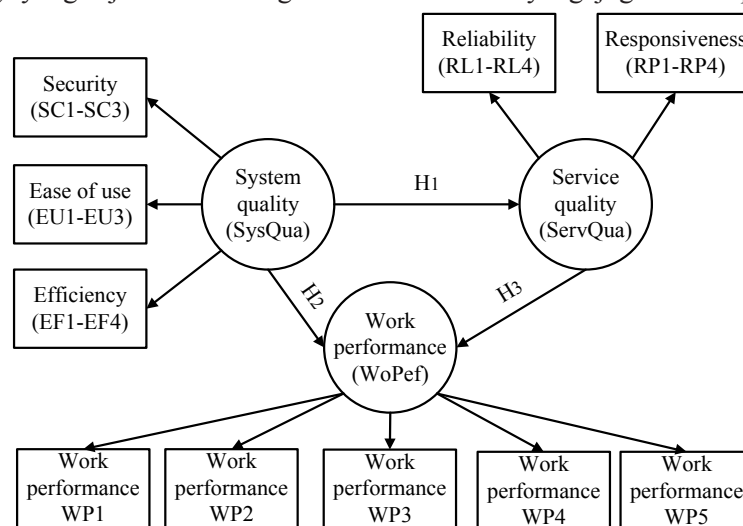 Reliability
(RL1-RL4)
Responsiveness
(RP1-RP4)
Security
(SC1-SC3)
Ease of use
(EU1-EU3)
Efficiency
(EF1-EF4)
System
quality
(SysQua)
H1
Service
quality
(ServQua)
H2
H3
Work
performance
(WoPef)
Work
performance
WP1
Work
performance
WP2
Work
performance
WP3
Work
performance
WP4
Work
performance
WP5